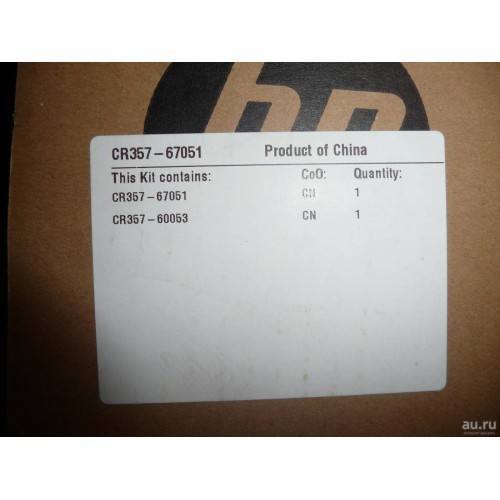 hp
CR357-67051 Product of China
This Kit contains: CoO: Quantity:
CR357-67051 CN 1
CR357-60053 CN 1
au.ru